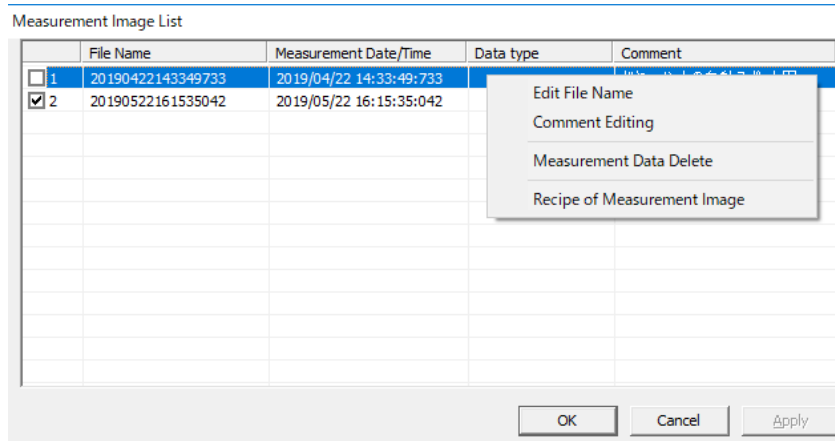 Measurement Image List
File Name Measurement Date/Time Data type Comment
1 20190422143349733 2019/04/22 14:33:49:733
2 20190522161535042 2019/05/22 16:15:35:042
Edit File Name
Comment Editing
Measurement Data Delete
Recipe of Measurement Image
OK Cancel Apply